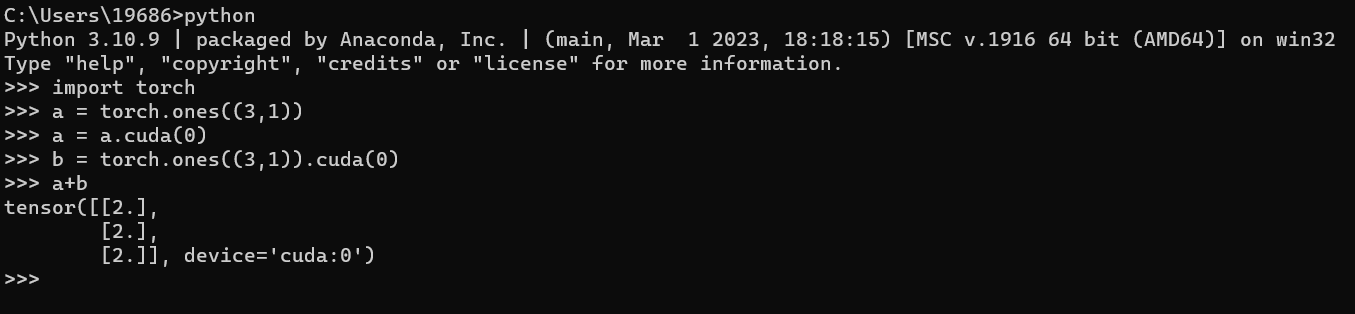 C:\Users\19686>python
Python 3.10.9 | packaged by Anaconda, Inc. | (main, Mar  1 2023, 18:18:15) [MSC v.1916 64 bit (AMD64)] on win32
Type "help", "copyright", "credits" or "license" for more information.
>>> import torch
>>> a = torch.ones((3,1))
>>> a = a.cuda(0)
>>> b = torch.ones((3,1)).cuda(0)
>>> a+b
tensor([[2.],
        [2.],
        [2.]], device='cuda:0')
>>>